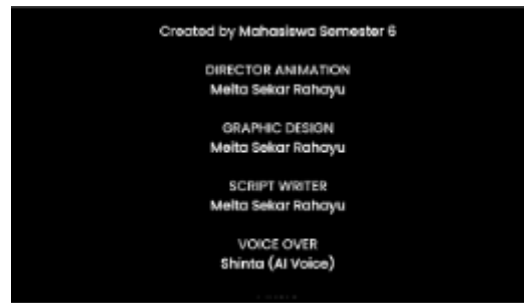 Created by Mahasiswa Semester 6
DIRECTOR ANIMATION
Melta Sekar Rahayu
GRAPHIC DESIGN
Melta Sekar Rahayu
SCRIPT WRITER
Melta Sekar Rahayu
VOICE OVER
Shinta (AI Voice)